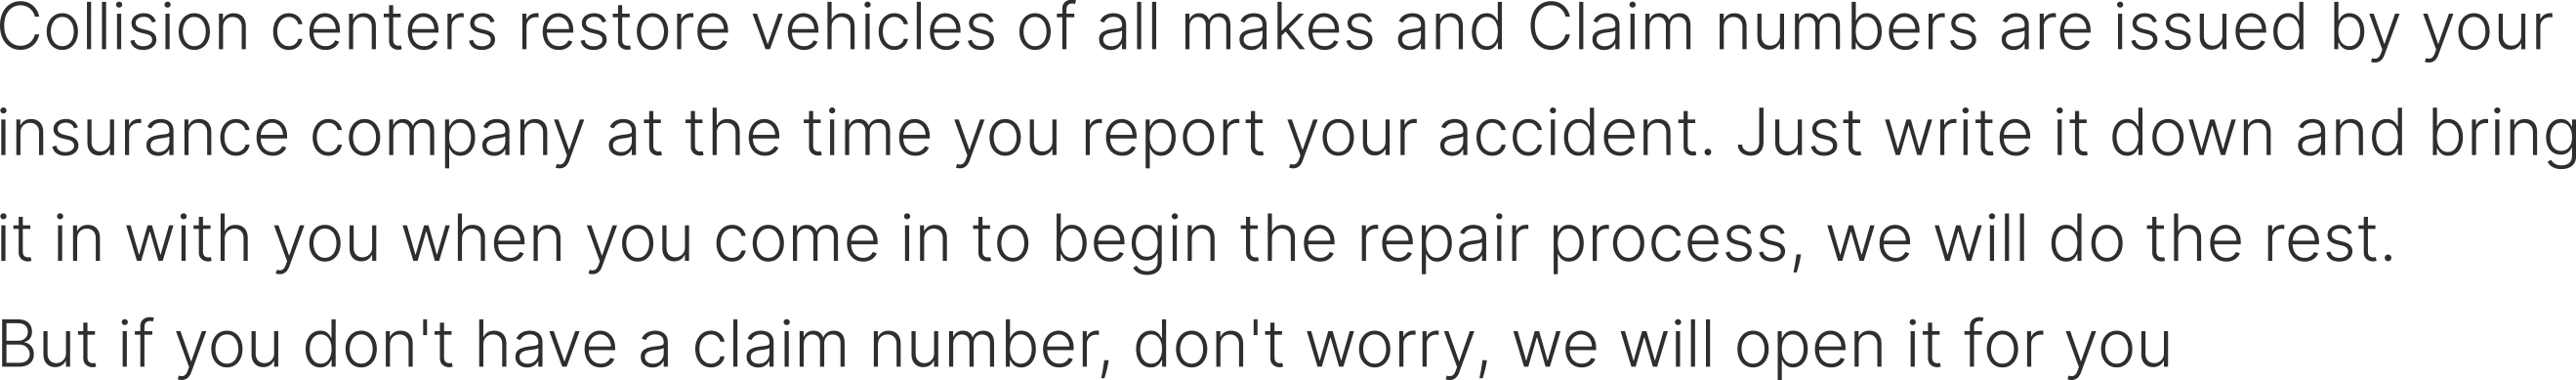 Collision centers restore vehicles of all makes and Claim numbers are issued by your
insurance company at the time you report your accident. Just write it down and bring
it in with you when you come in to begin the repair process, we will do the rest.
But if you don't have a claim number, don't worry, we will open it for you